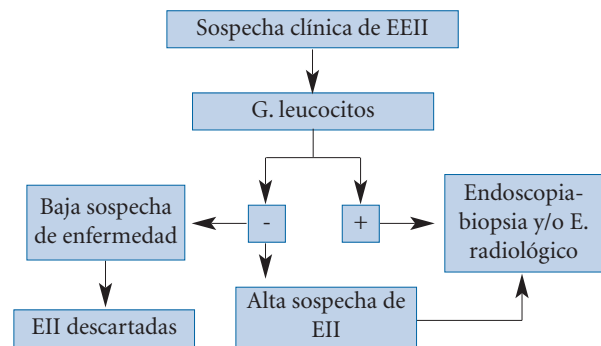 Sospecha clínica de EEII
G. leucocitos
Baja sospecha
de enfermedad
-
+
Endoscopia-
biopsia y/o E.
radiológico
EII descartadas
Alta sospecha de
EII